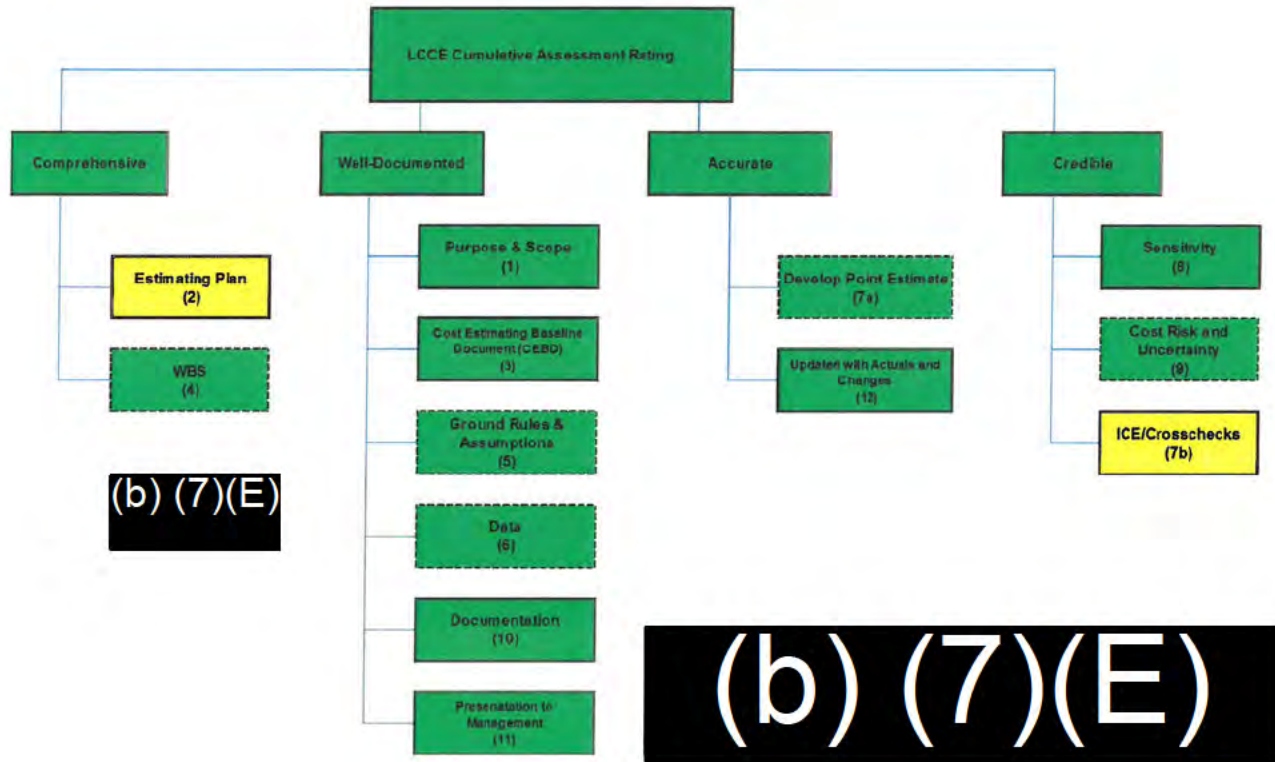 LCCE Cumulative Assessment Rating
Comprehensive
Well-Documented
Accurate
Credible
Estimating Plan
(2)
WBS
(4)
(b) (7)(E)
Purpose & Scope
(1)
Cost Estimating Baseline
Document (CEBD)
(3)
Ground Rules &
Assumptions
(5)
Data
(6)
Documentation
(10)
Presenatation to
Management
(11)
Develop Point Estimate
(7a)
Updated with Actuals and
Changes
(12)
Sensitivity
(8)
Cost Risk and
Uncertainty
(9)
ICE/Crosschecks
(7b)
(b) (7)(E)